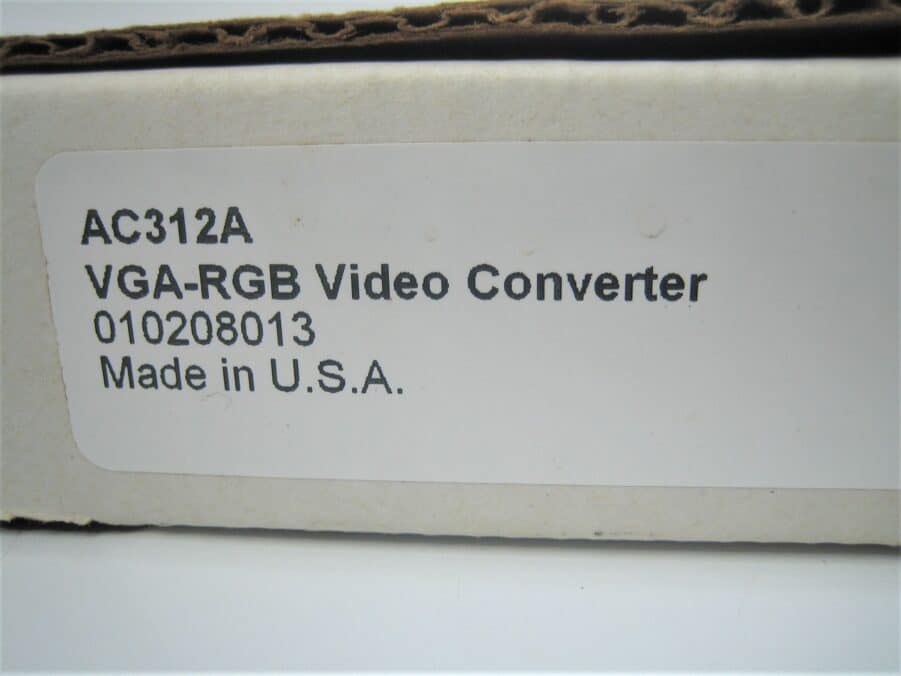 AC312A
VGA-RGB Video Converter
010208013
Made in U.S.A.